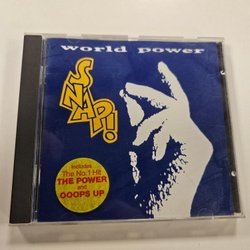 world power
SNAP!
Includes
The No.1 Hit
THE POWER
and
OOOPS UP